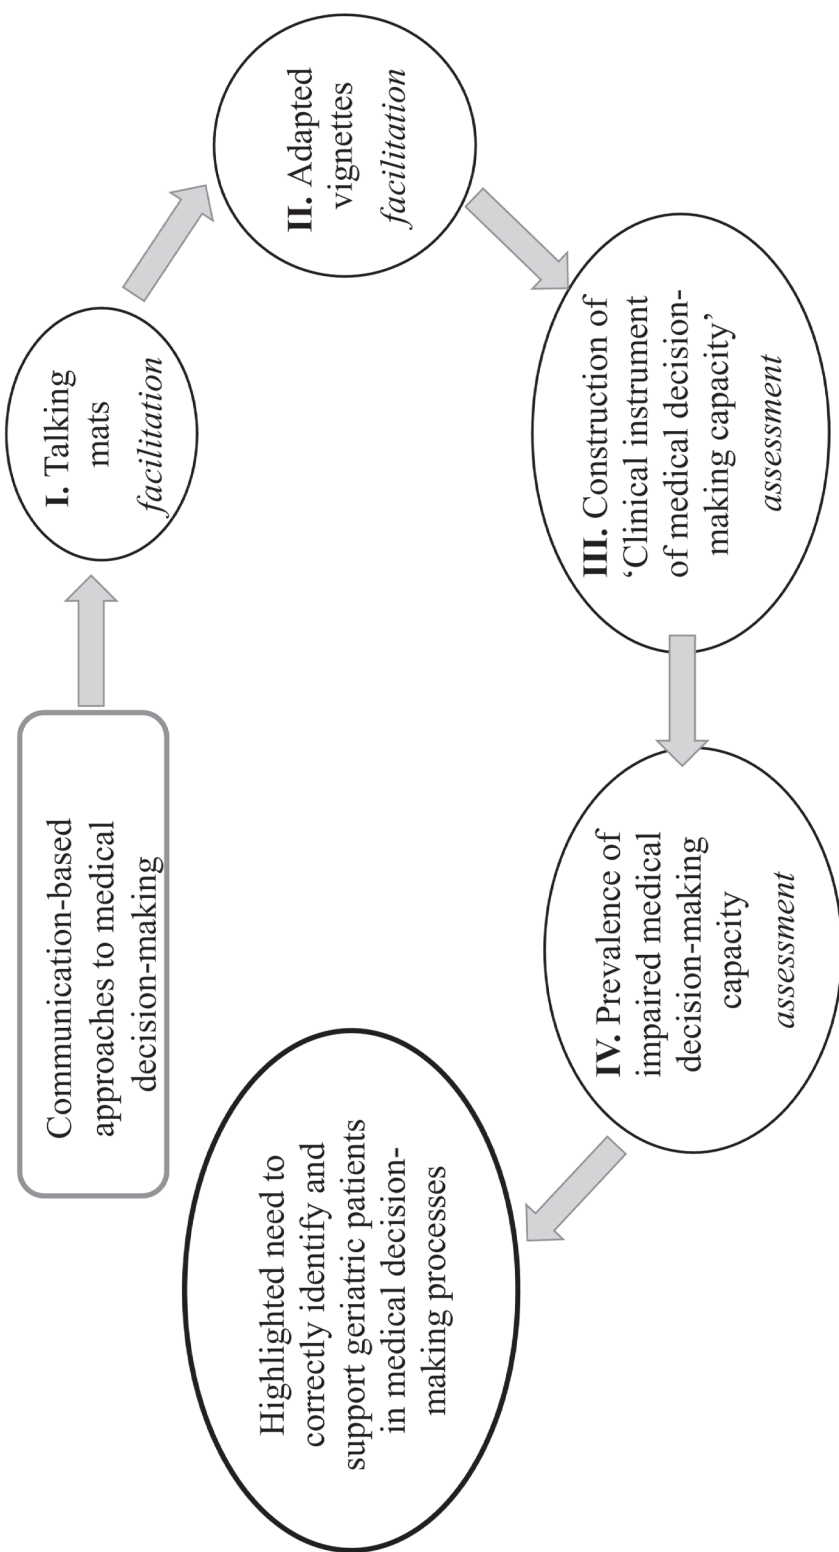 Communication-based
approaches to medical
decision-making
I. Talking
mats
facilitation
II. Adapted
vignettes
facilitation
III. Construction of
‘Clinical instrument
of medical decision-
making capacity’
assessment
IV. Prevalence of
impaired medical
decision-making
capacity
assessment
Highlighted need to
correctly identify and
support geriatric patients
in medical decision-
making processes